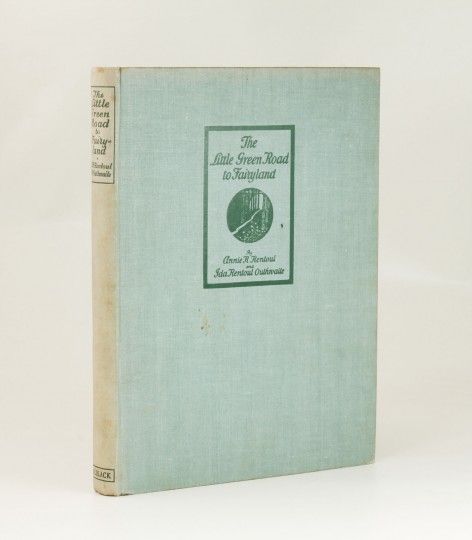 The
Little
Green
Road
to
Fairy-
land
Rentoul
Outhwaite
BLACK
The
Little Green Road
to Fairyland
By
Annie R. Rentoul
and
Ida Rentoul Outhwaite